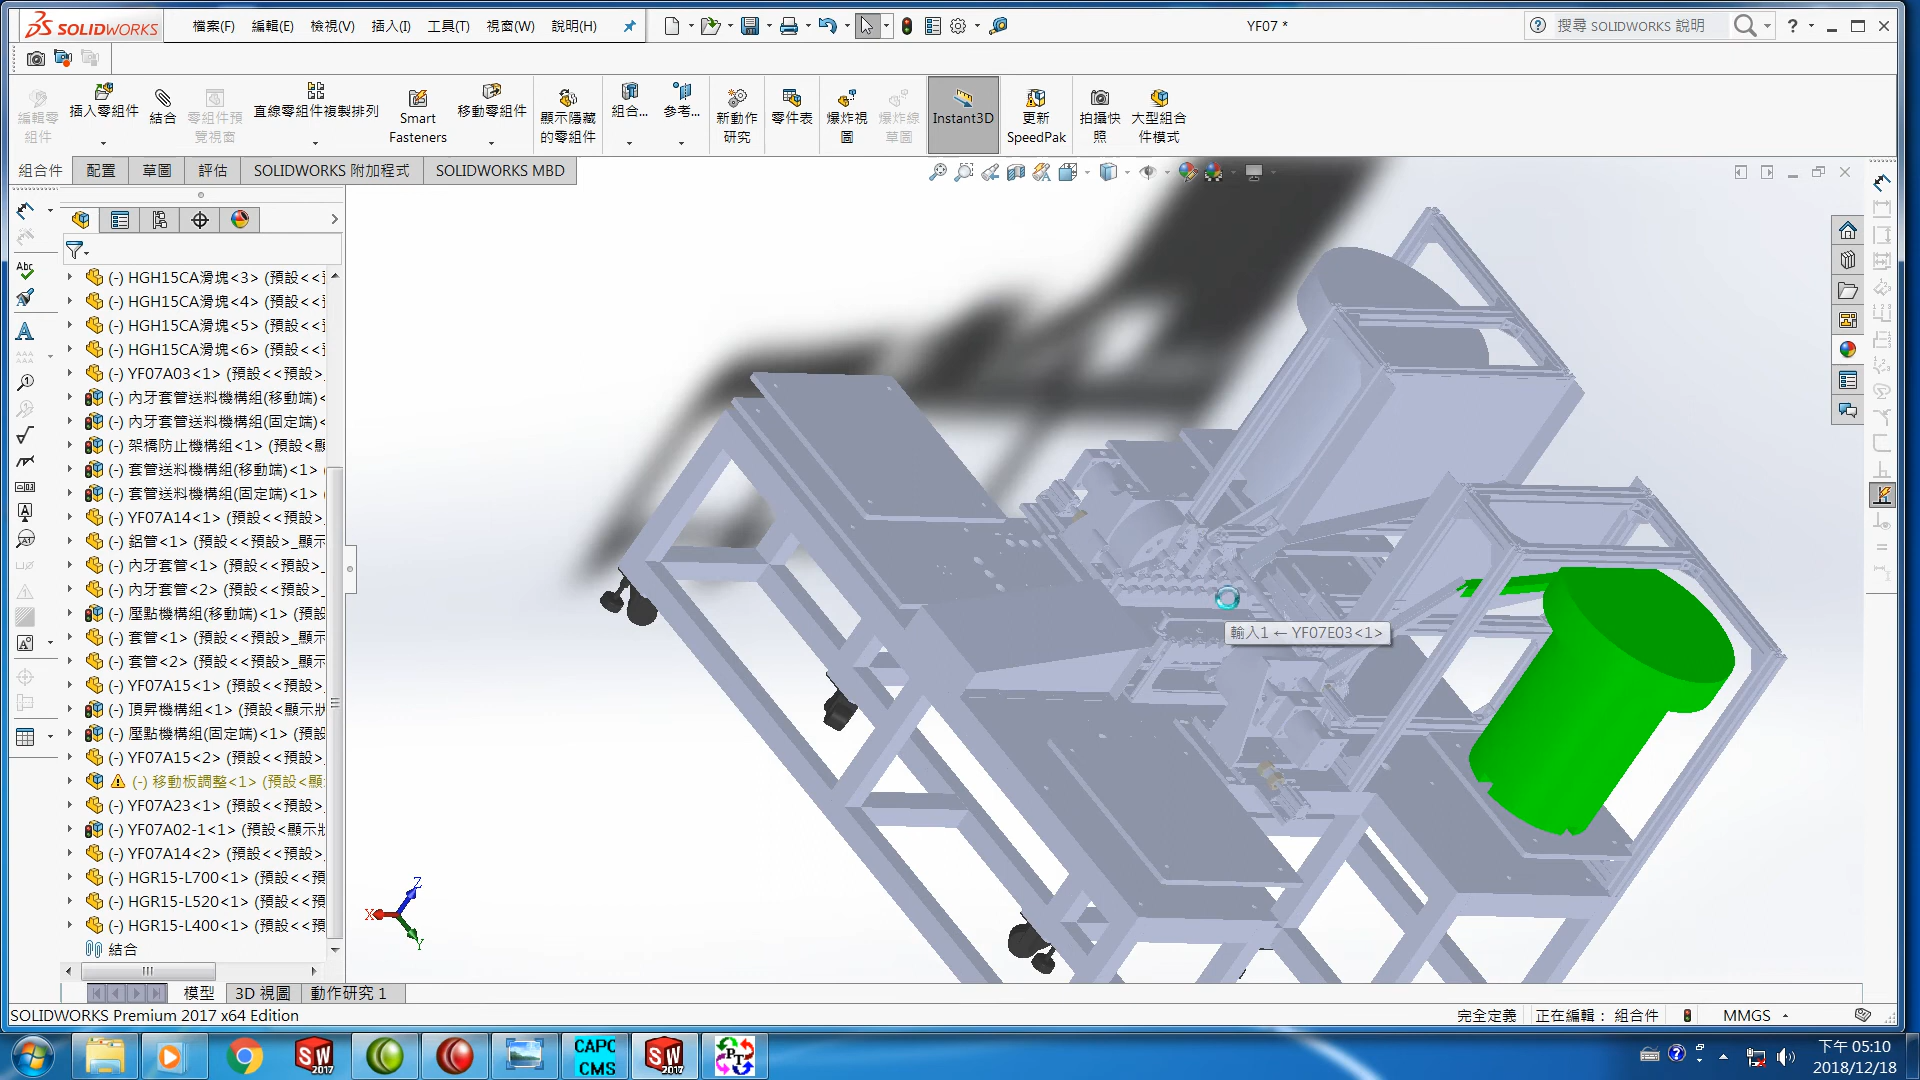 SOLIDWORKS
檔案(F) 編輯(E) 檢視(V) 插入(I) 工具(T) 視窗(W) 說明(H)
YF07 *
搜尋 SOLIDWORKS 說明
編輯零組件
插入零組件
結合
零組件預覽視窗
直線零組件複製排列
Smart Fasteners
移動零組件
顯示隱藏的零組件
組合...
參考...
新動作研究
零件表
爆炸視圖
爆炸線草圖
Instant3D
更新 SpeedPak
拍攝快照
大型組合件模式
組合件 配置 草圖 評估 SOLIDWORKS 附加程式 SOLIDWORKS MBD
(-) HGH15CA滑塊<3> (預設<<
(-) HGH15CA滑塊<4> (預設<<
(-) HGH15CA滑塊<5> (預設<<
(-) HGH15CA滑塊<6> (預設<<
(-) YF07A03<1> (預設<<預設>_
(-) 內牙套管送料機構組(移動端)<
(-) 內牙套管送料機構組(固定端)<
(-) 架橋防止機構組<1> (預設<顯
(-) 套管送料機構組(移動端)<1> (
(-) 套管送料機構組(固定端)<1> (
(-) YF07A14<1> (預設<<預設>_
(-) 鋁管<1> (預設<<預設>_顯示
(-) 內牙套管<1> (預設<<預設>_
(-) 內牙套管<2> (預設<<預設>_
(-) 壓點機構組(移動端)<1> (預設
(-) 套管<1> (預設<<預設>_顯示
(-) 套管<2> (預設<<預設>_顯示
(-) YF07A15<1> (預設<<預設>_
(-) 頂昇機構組<1> (預設<顯示狀
(-) 壓點機構組(固定端)<1> (預設
(-) YF07A15<2> (預設<<預設>_
(-) 移動板調整<1> (預設<顯
(-) YF07A23<1> (預設<<預設>_
(-) YF07A02-1<1> (預設<顯示狀
(-) YF07A14<2> (預設<<預設>_
(-) HGR15-L700<1> (預設<<預
(-) HGR15-L520<1> (預設<<預
(-) HGR15-L400<1> (預設<<預
結合
輸入1 ← YF07E03<1>
Z
X
Y
模型 3D 視圖 動作研究 1
SOLIDWORKS Premium 2017 x64 Edition
完全定義 正在編輯： 組合件 MMGS
SW 2017
CAPC CMS
SW 2017
下午 05:10
2018/12/18